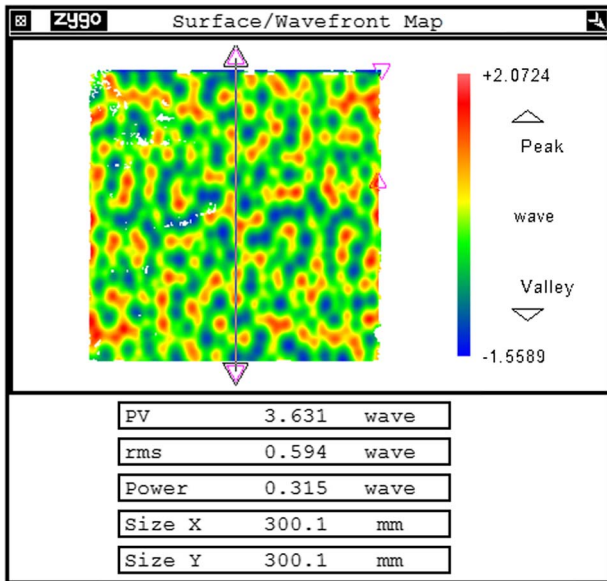 zygo Surface/Wavefront Map
+2.0724
Peak
wave
Valley
-1.5589
PV 3.631 wave
rms 0.594 wave
Power 0.315 wave
Size X 300.1 mm
Size Y 300.1 mm